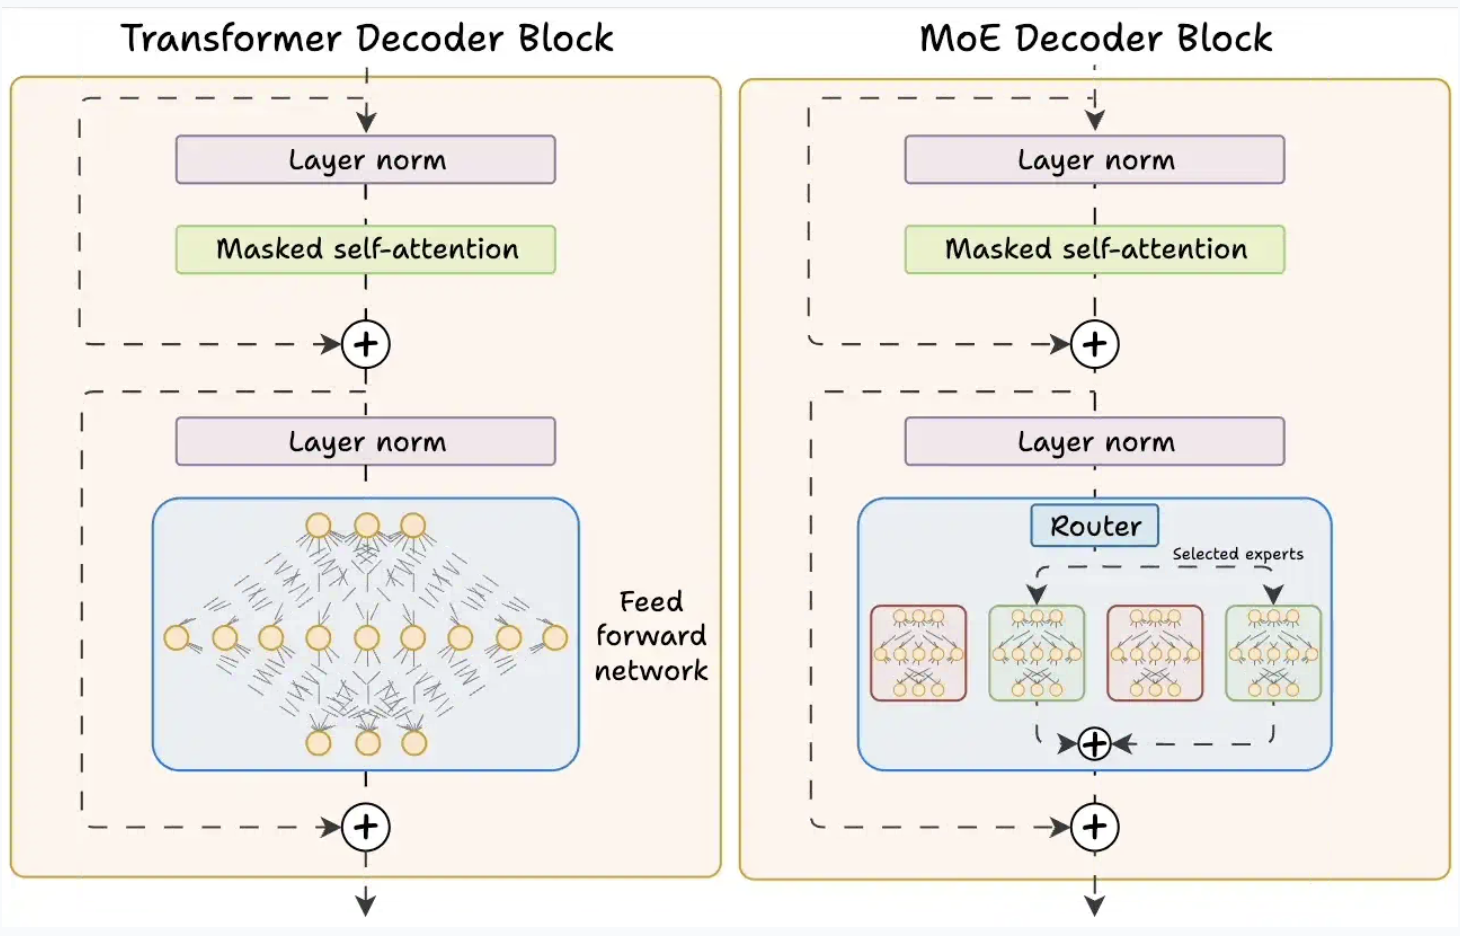 Transformer Decoder Block
Layer norm
Masked self-attention
+
Layer norm
Feed
forward
network
+
MoE Decoder Block
Layer norm
Masked self-attention
+
Layer norm
Router
Selected experts
+
+